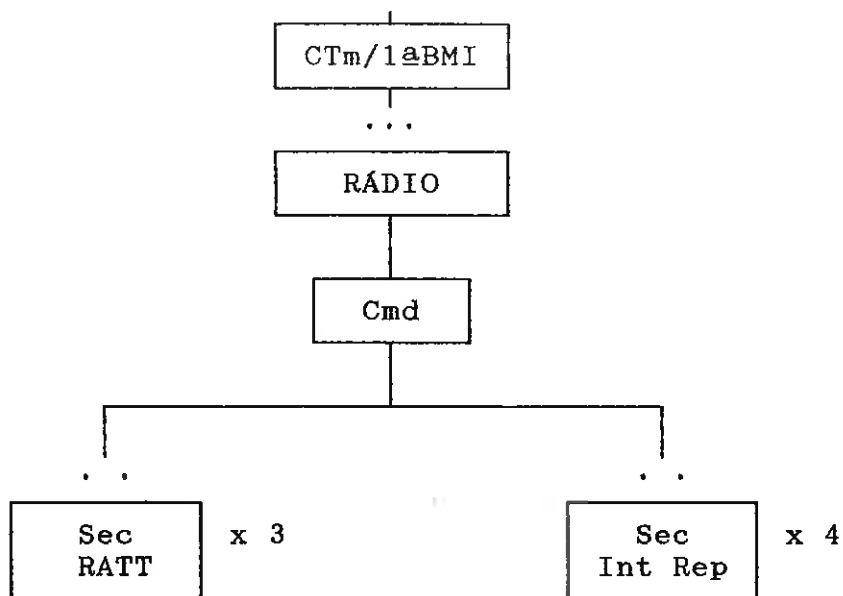 CTm/1ªBMI
...
RÁDIO
Cmd
. .
. .
Sec
RATT
x 3
Sec
Int Rep
x 4